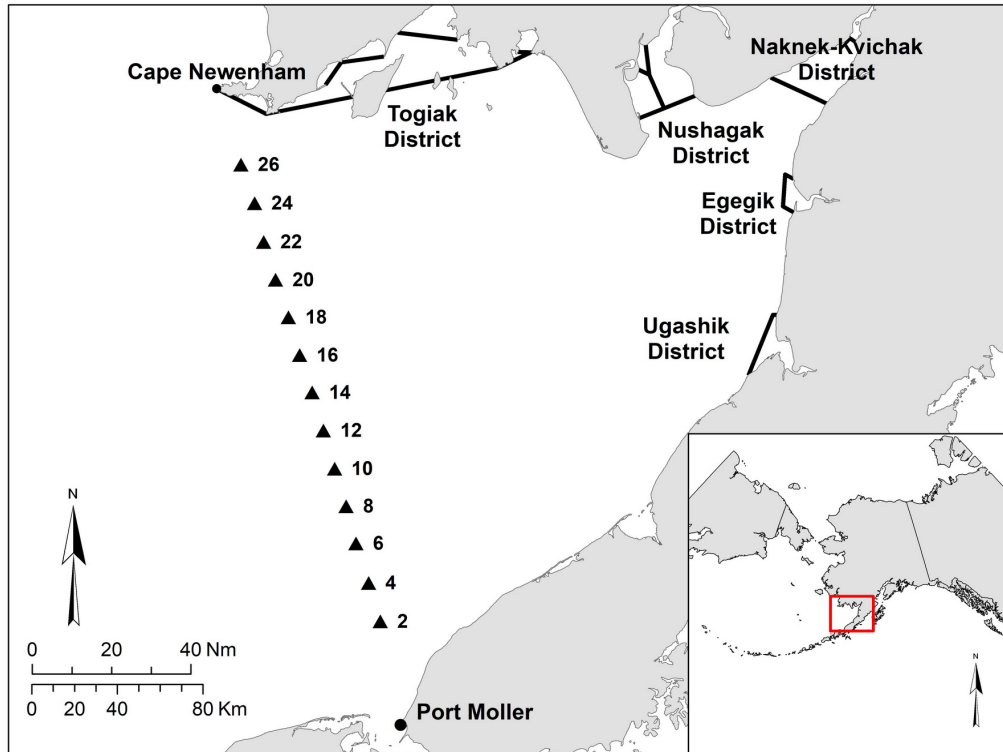 Naknek-Kvichak
District
Cape Newenham
Togiak
District
Nushagak
District
26
Egegik
District
24
22
20
18
Ugashik
District
16
14
12
10
8
N
6
4
2
0 20 40 Nm
0 20 40 80 Km
Port Moller
N